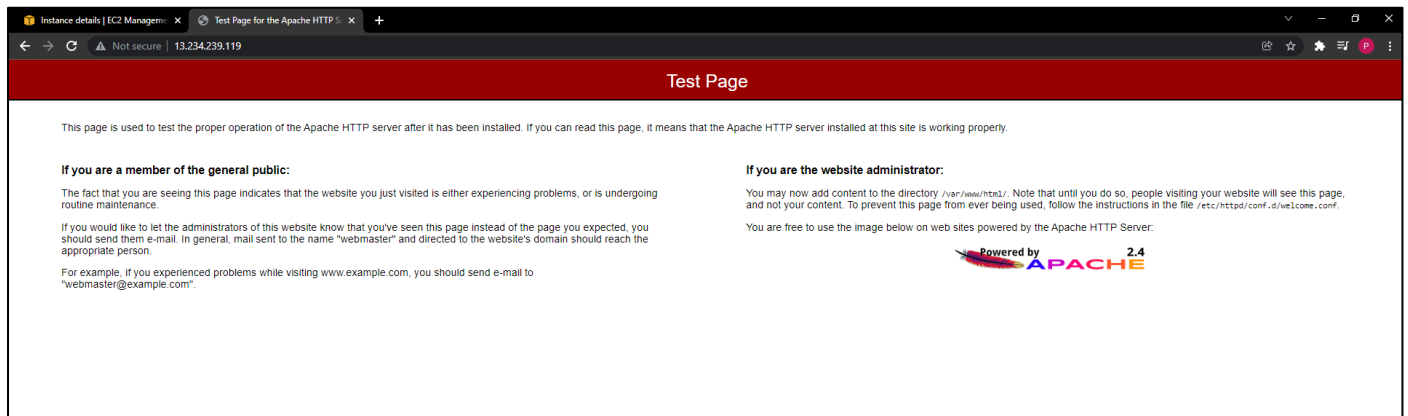 Instance details | EC2 Manageme
Test Page for the Apache HTTP S
Not secure | 13.234.239.119
P
Test Page
This page is used to test the proper operation of the Apache HTTP server after it has been installed. If you can read this page, it means that the Apache HTTP server installed at this site is working properly.
If you are a member of the general public:
The fact that you are seeing this page indicates that the website you just visited is either experiencing problems, or is undergoing
routine maintenance.
If you would like to let the administrators of this website know that you've seen this page instead of the page you expected, you
should send them e-mail. In general, mail sent to the name "webmaster" and directed to the website's domain should reach the
appropriate person.
For example, if you experienced problems while visiting www.example.com, you should send e-mail to
"webmaster@example.com".
If you are the website administrator:
You may now add content to the directory /var/www/html/. Note that until you do so, people visiting your website will see this page,
and not your content. To prevent this page from ever being used, follow the instructions in the file /etc/httpd/conf.d/welcome.conf.
You are free to use the image below on web sites powered by the Apache HTTP Server:
Powered by 2.4
APACHE